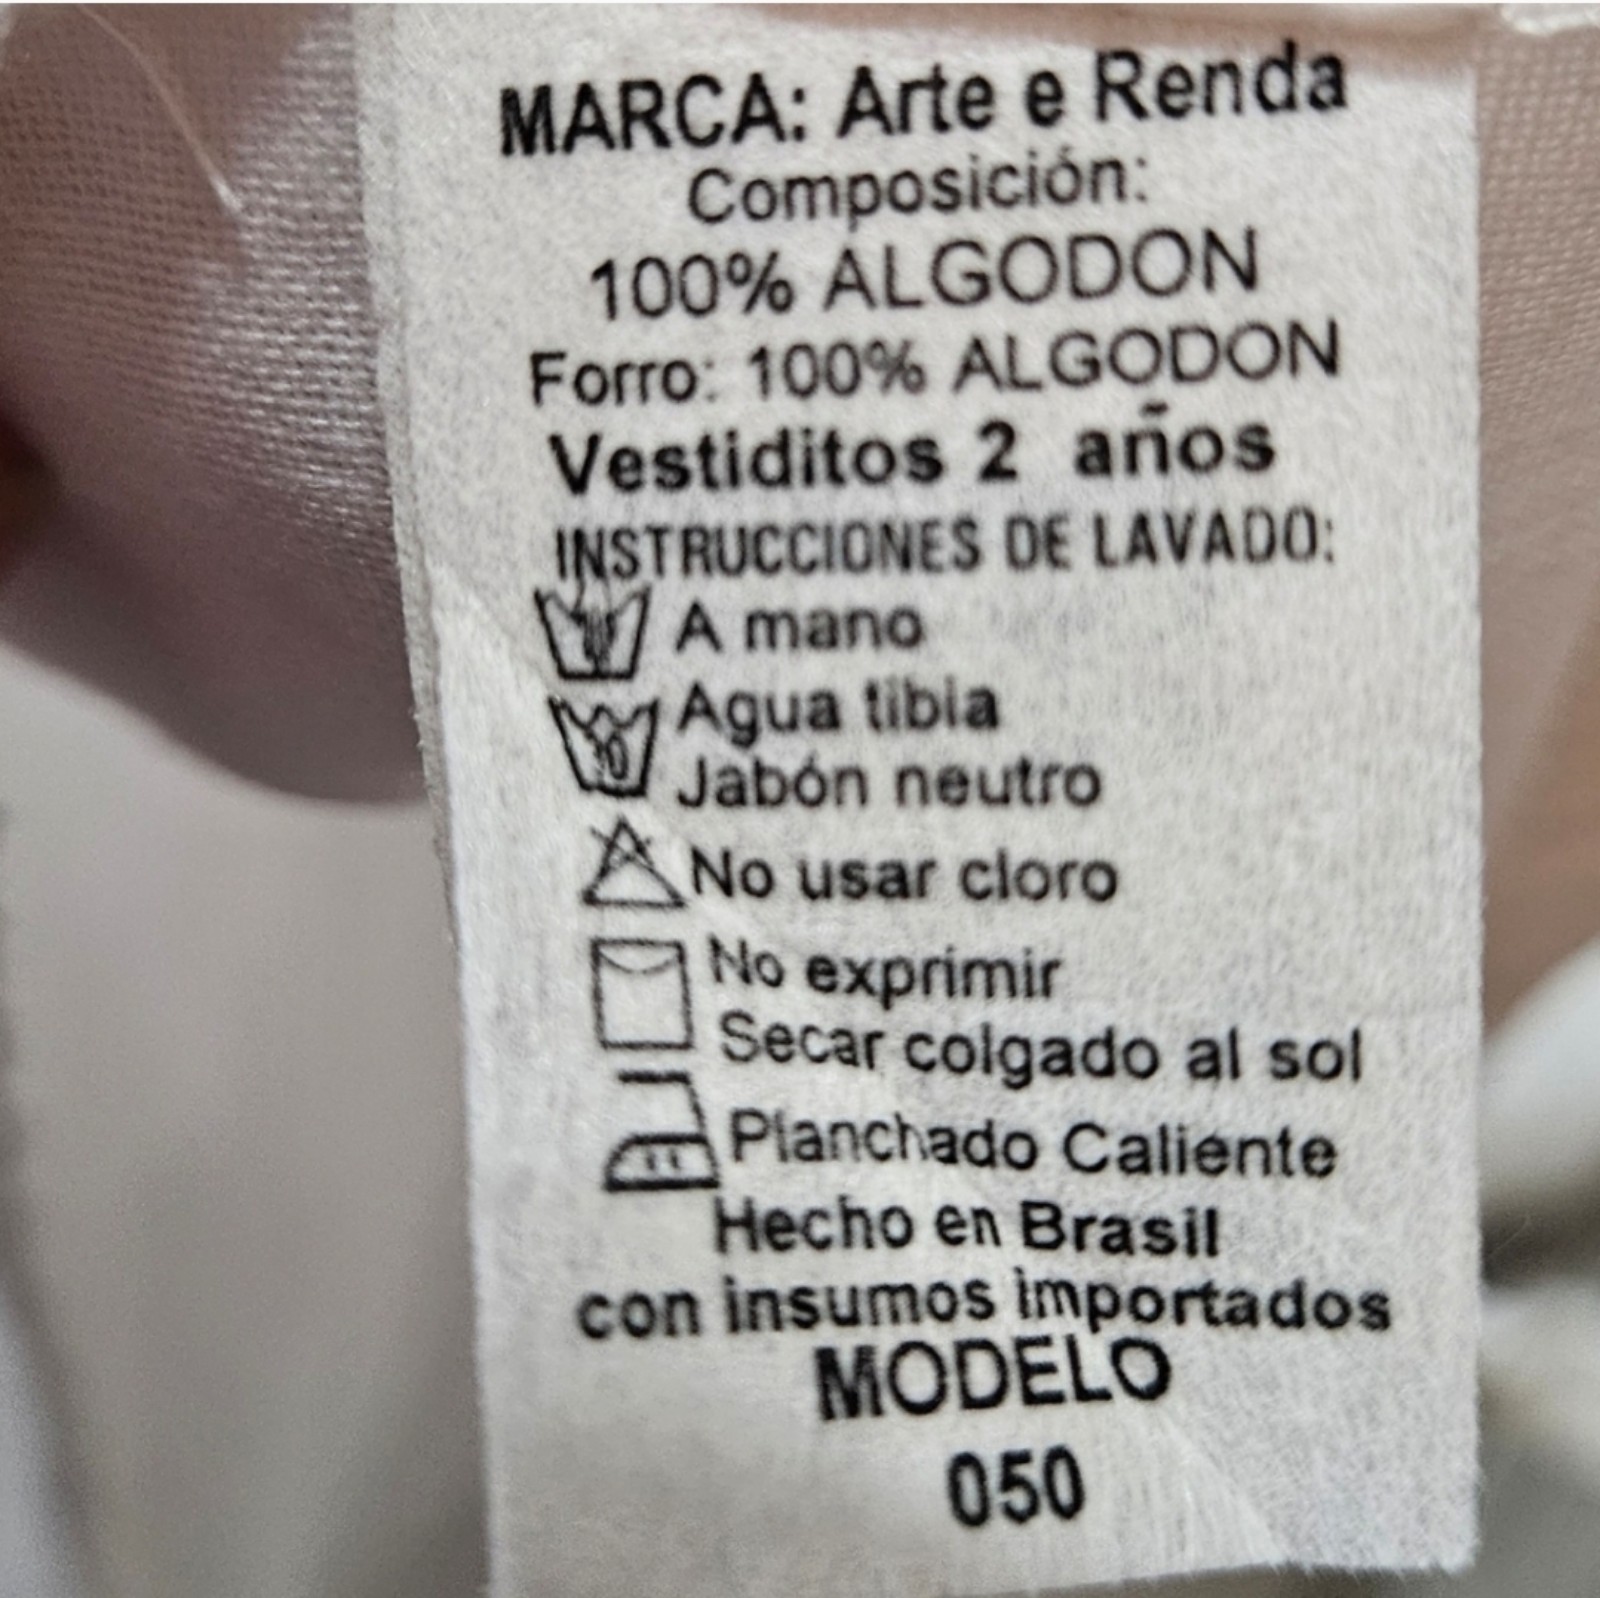 MARCA: Arte e Renda
Composición:
100% ALGODON
Forro: 100% ALGODON
Vestiditos 2 años
INSTRUCCIONES DE LAVADO:
A mano
Agua tibia
Jabón neutro
No usar cloro
No exprimir
Secar colgado al sol
Planchado Caliente
Hecho en Brasil
con insumos importados
MODELO
050